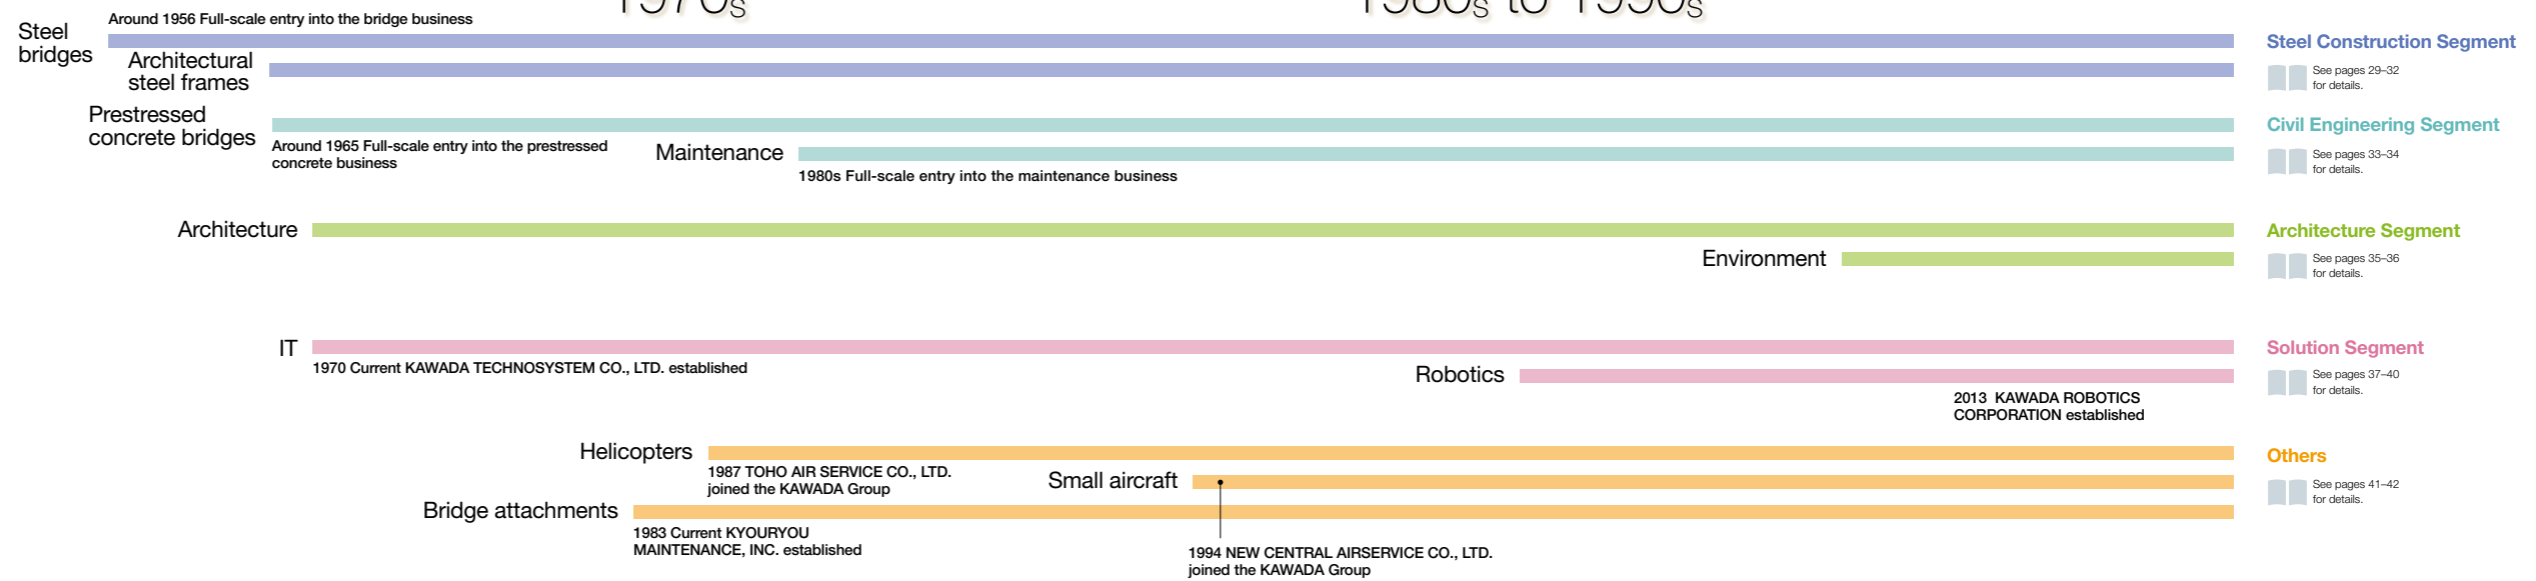 1970s
1980s to 1990s
Around 1956 Full-scale entry into the bridge business
Steel
bridges
Architectural
steel frames
Steel Construction Segment
See pages 29–32
for details.
Prestressed
concrete bridges
Around 1965 Full-scale entry into the prestressed
concrete business
Maintenance
1980s Full-scale entry into the maintenance business
Civil Engineering Segment
See pages 33–34
for details.
Architecture
Environment
Architecture Segment
See pages 35–36
for details.
IT
1970 Current KAWADA TECHNOSYSTEM CO., LTD. established
Robotics
2013 KAWADA ROBOTICS
CORPORATION established
Solution Segment
See pages 37–40
for details.
Helicopters
1987 TOHO AIR SERVICE CO., LTD.
joined the KAWADA Group
Small aircraft
Bridge attachments
1983 Current KYOURYOU
MAINTENANCE, INC. established
1994 NEW CENTRAL AIRSERVICE CO., LTD.
joined the KAWADA Group
Others
See pages 41–42
for details.